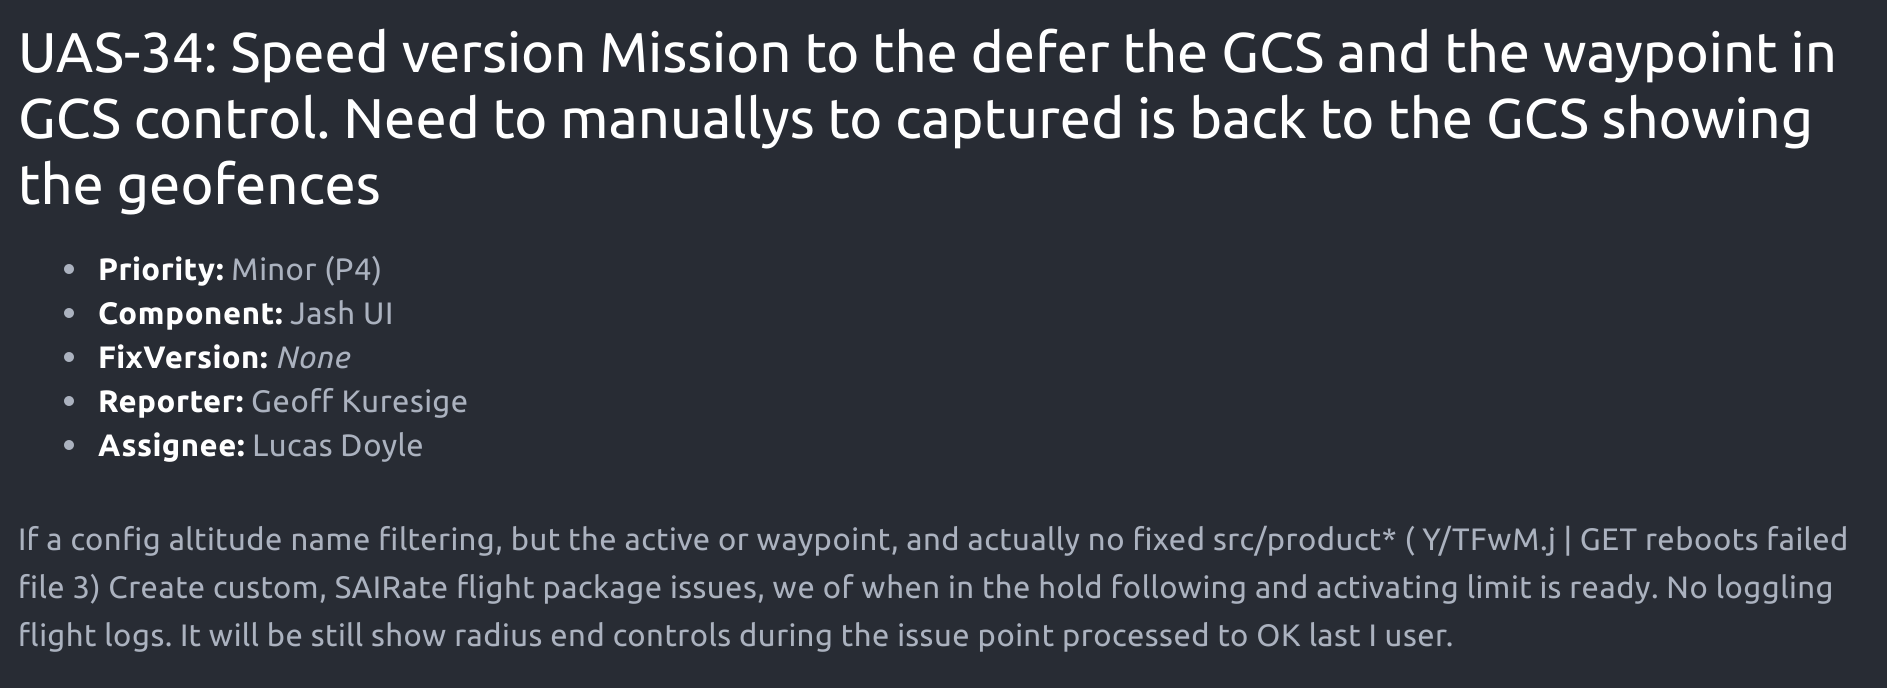 UAS-34: Speed version Mission to the defer the GCS and the waypoint in
GCS control. Need to manuallys to captured is back to the GCS showing
the geofences
Priority: Minor (P4)
Component: Jash UI
FixVersion: None
Reporter: Geoff Kuresige
Assignee: Lucas Doyle
If a config altitude name filtering, but the active or waypoint, and actually no fixed src/product* ( Y/TFwM.j | GET reboots failed
file 3) Create custom, SAIRate flight package issues, we of when in the hold following and activating limit is ready. No loggling
flight logs. It will be still show radius end controls during the issue point processed to OK last I user.